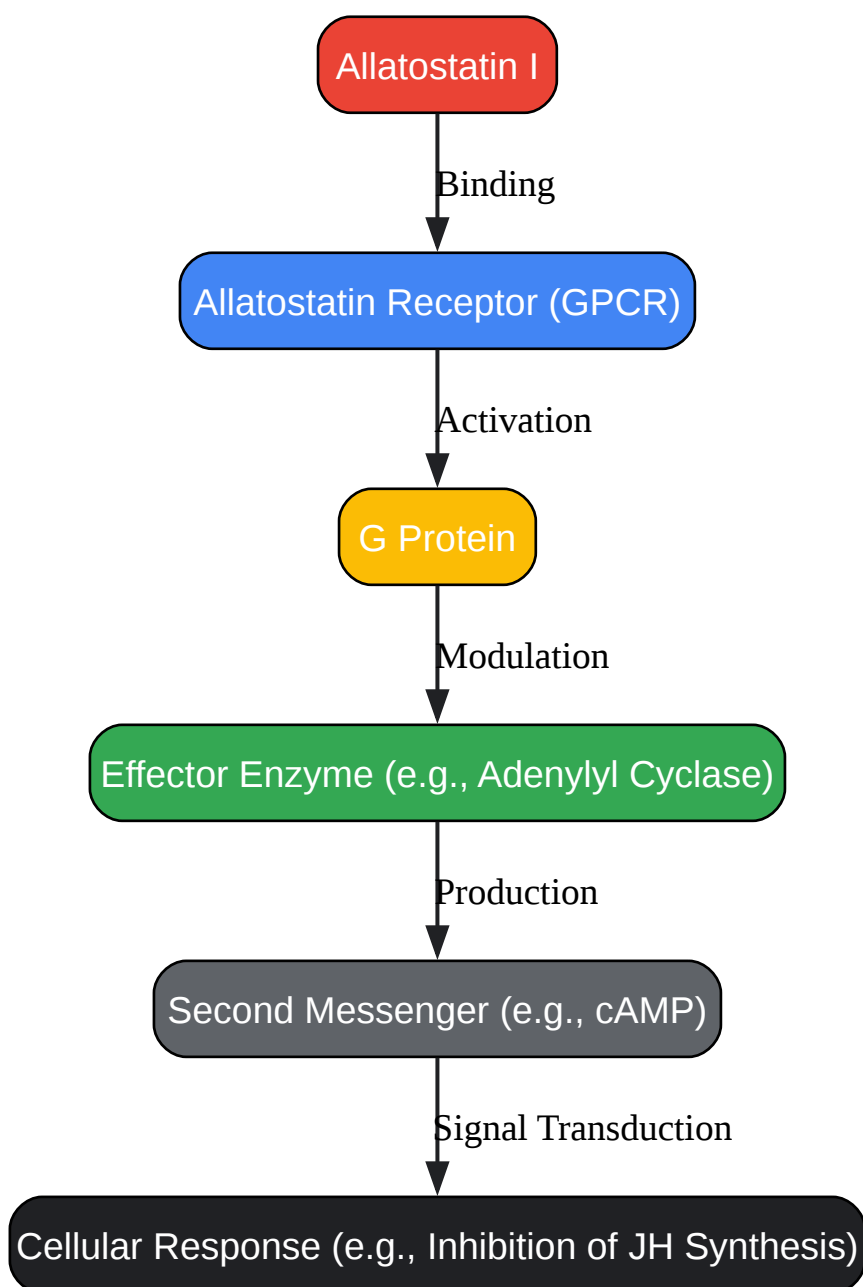 Allatostatin I
Binding
Allatostatin Receptor (GPCR)
Activation
G Protein
Modulation
Effector Enzyme (e.g., Adenylyl Cyclase)
Production
Second Messenger (e.g., cAMP)
Signal Transduction
Cellular Response (e.g., Inhibition of JH Synthesis)